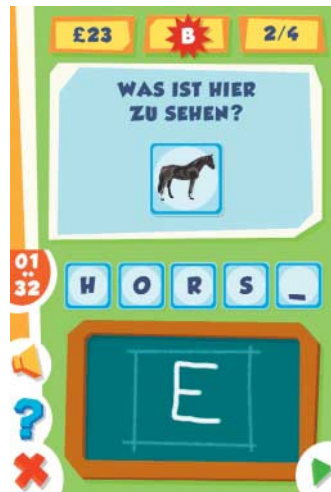 £23 B 2/4
WAS IST HIER
ZU SEHEN?
01
..
32
H O R S _
E
?